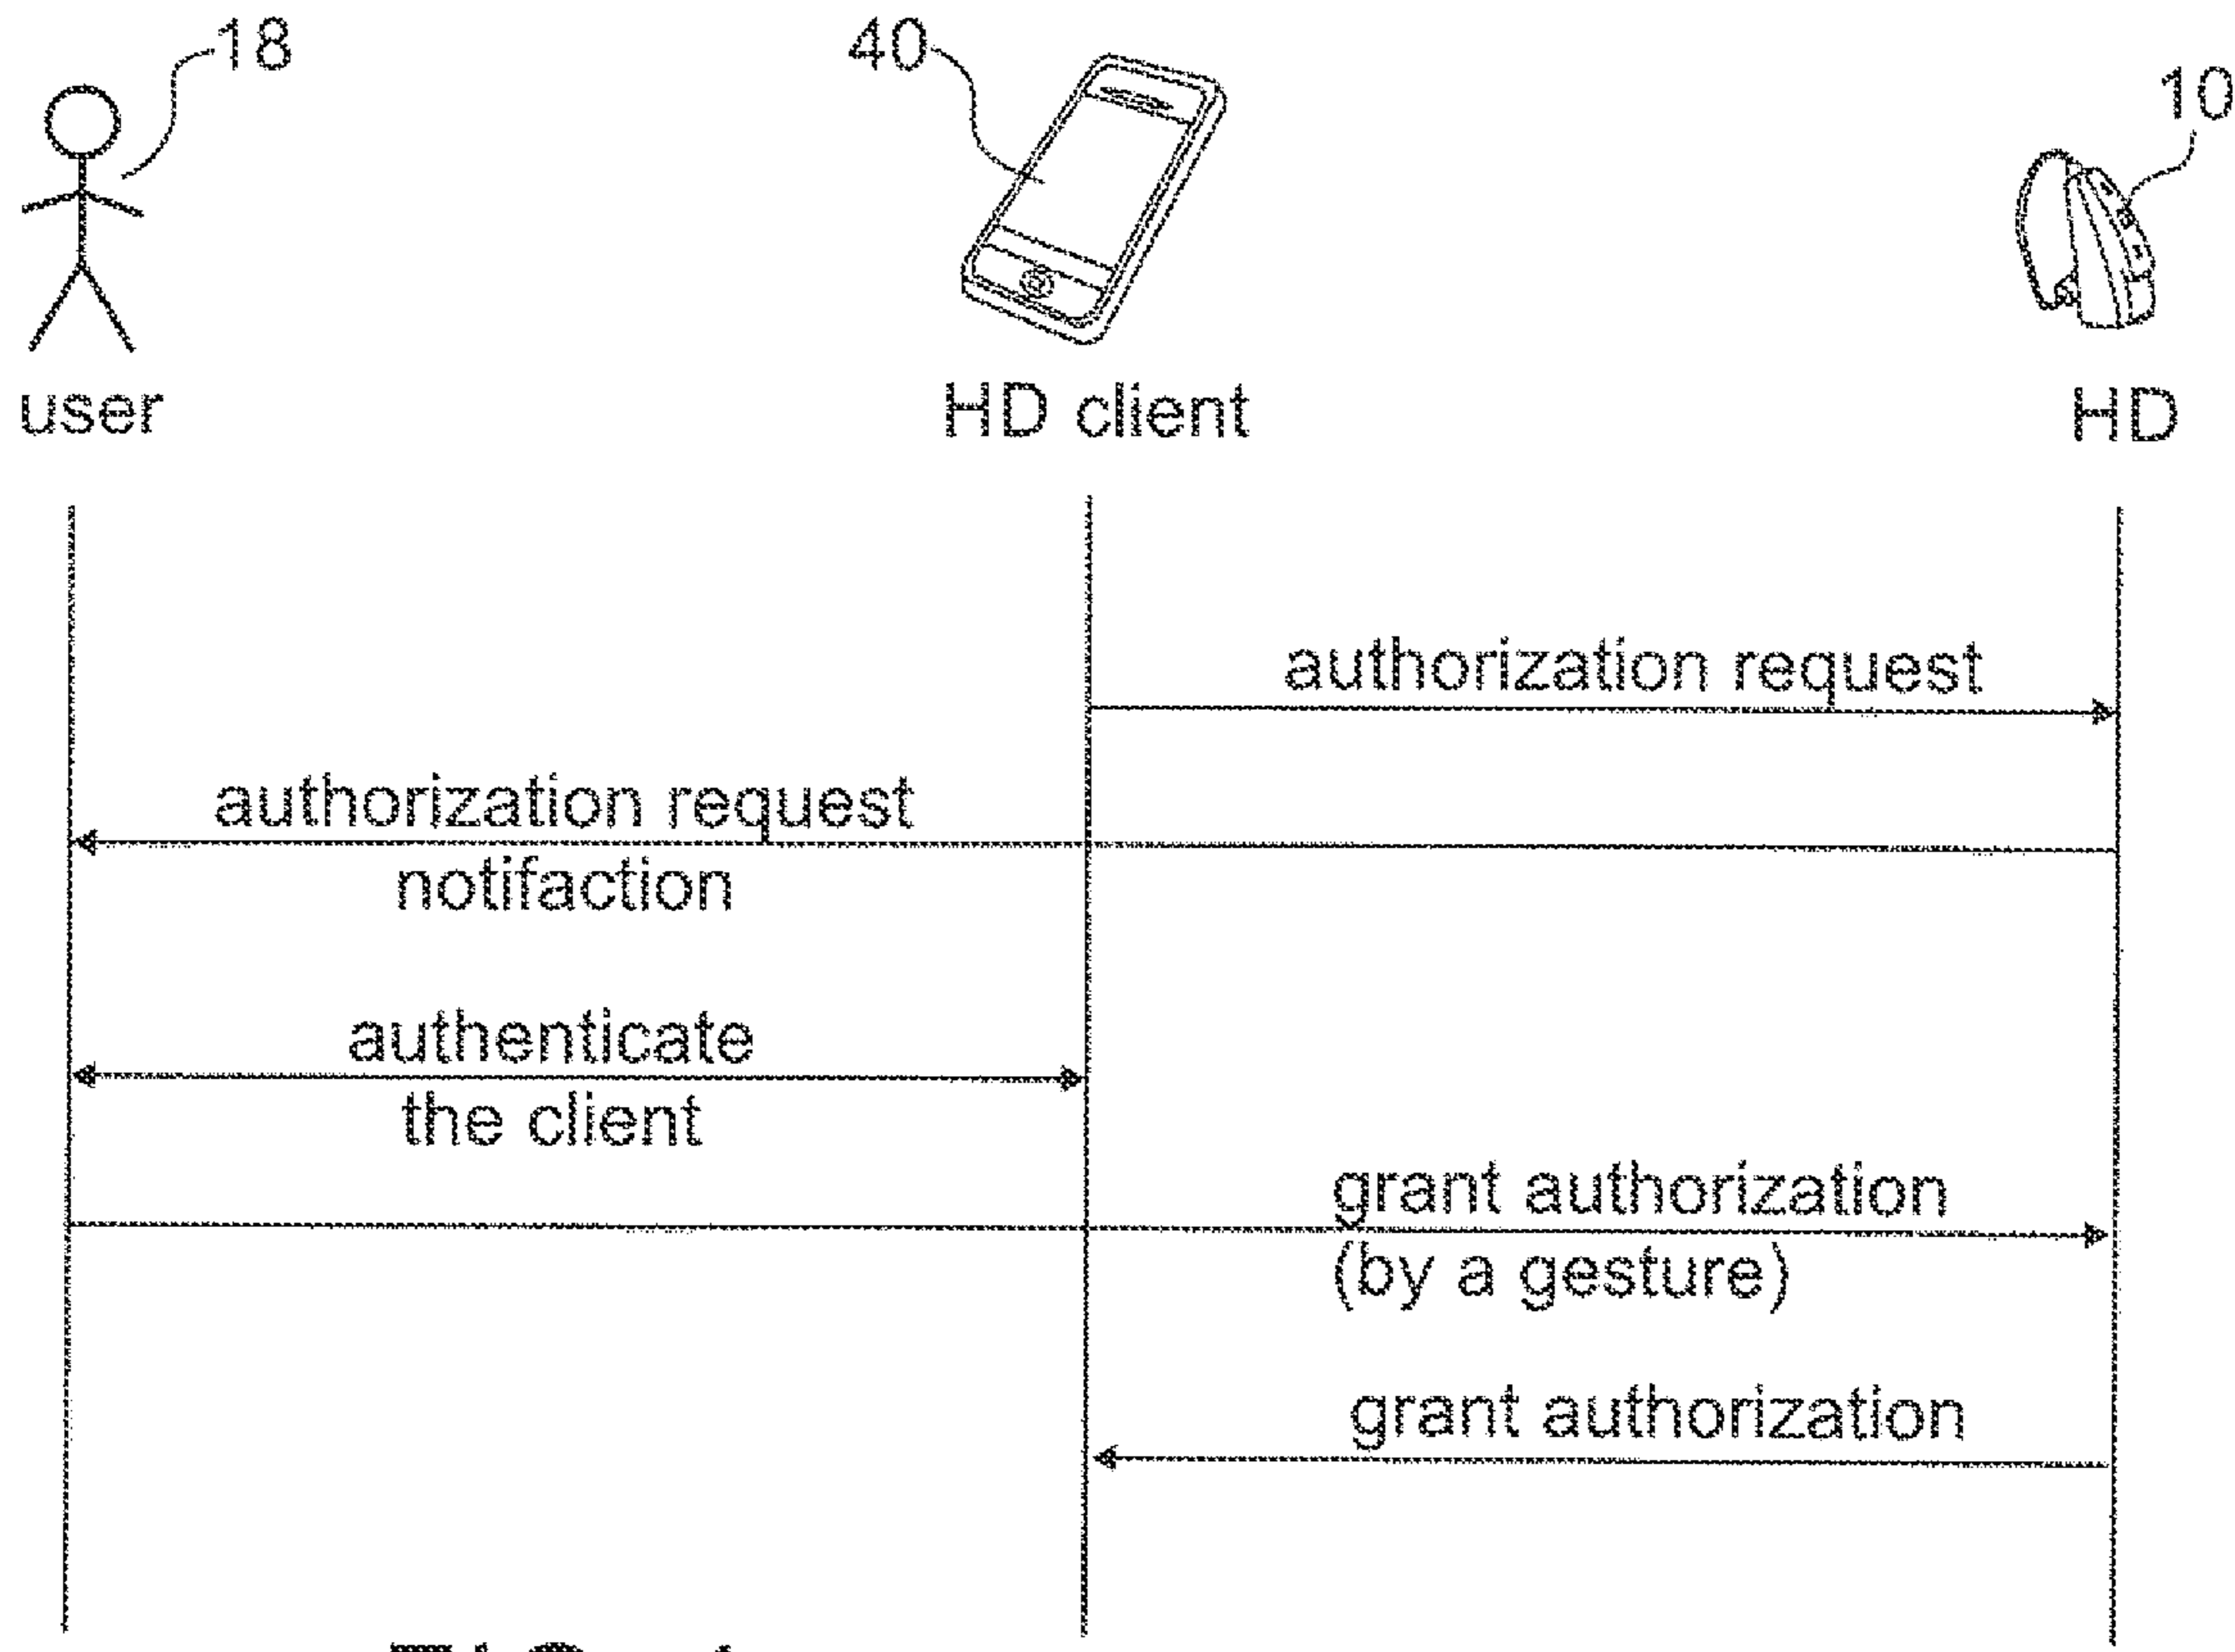 18
40
10
user
HD client
HD
authorization request
authorization request
notifaction
authenticate
the client
grant authorization
(by a gesture)
grant authorization